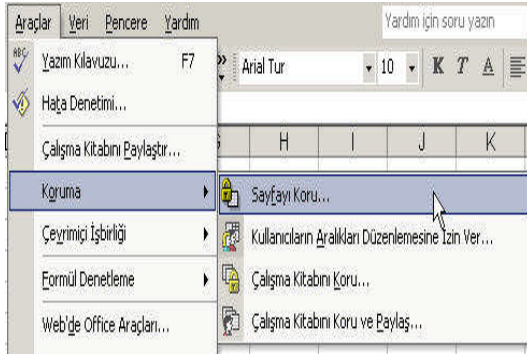 Araçlar Veri Pencere Yardım Yardım için soru yazın
ABC Yazım Kılavuzu... F7 » Arial Tur 10 K T A
Hata Denetimi...
Çalışma Kitabını Paylaştır... H I J K
Koruma Sayfayı Koru...
Çevrimiçi İşbirliği Kullanıcıların Aralıkları Düzenlemesine İzin Ver...
Formül Denetleme Çalışma Kitabını Koru...
Web'de Office Araçları... Çalışma Kitabını Koru ve Paylaş...